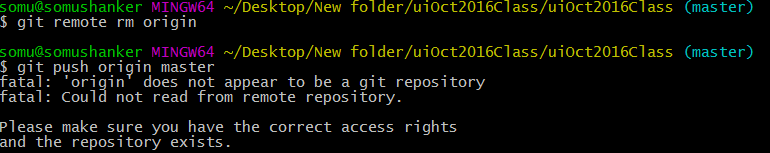 somu@somushanker MINGW64 ~/Desktop/New folder/uiOct2016Class/uiOct2016Class (master)
$ git remote rm origin
somu@somushanker MINGW64 ~/Desktop/New folder/uiOct2016Class/uiOct2016Class (master)
$ git push origin master
fatal: 'origin' does not appear to be a git repository
fatal: Could not read from remote repository.
Please make sure you have the correct access rights
and the repository exists.